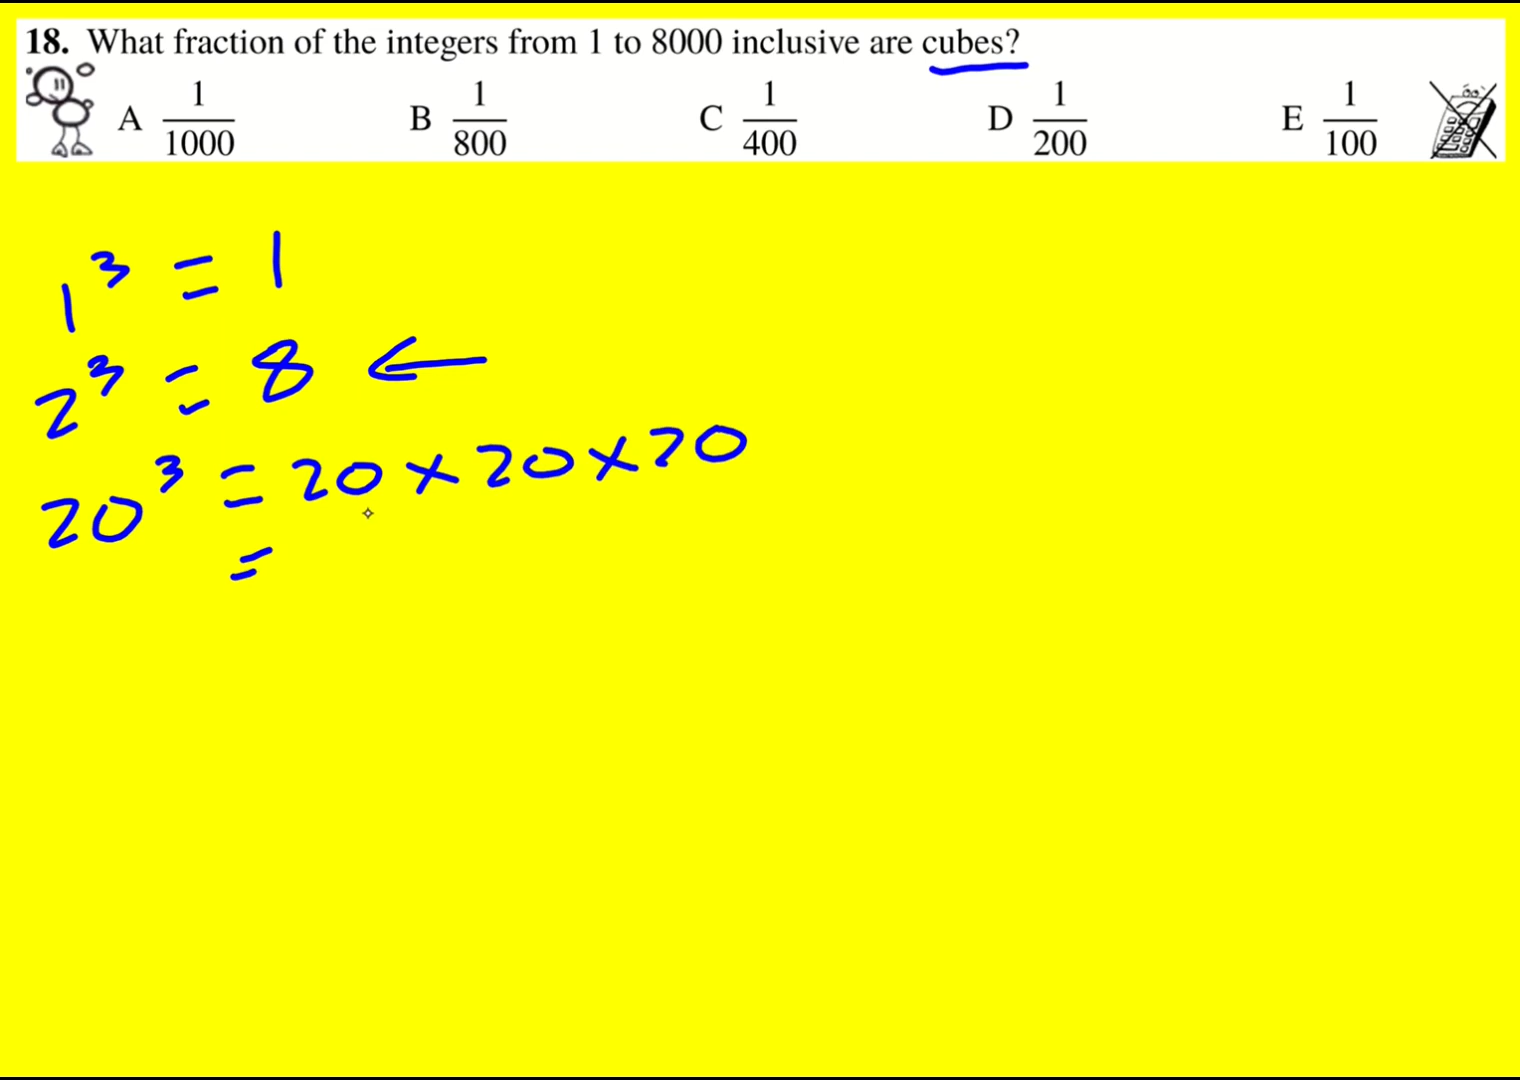 18. What fraction of the integers from 1 to 8000 inclusive are cubes?
A 1/1000 B 1/800 C 1/400 D 1/200 E 1/100
1³ = 1
2³ = 8 ←
20³ = 20 × 20 × 20
=